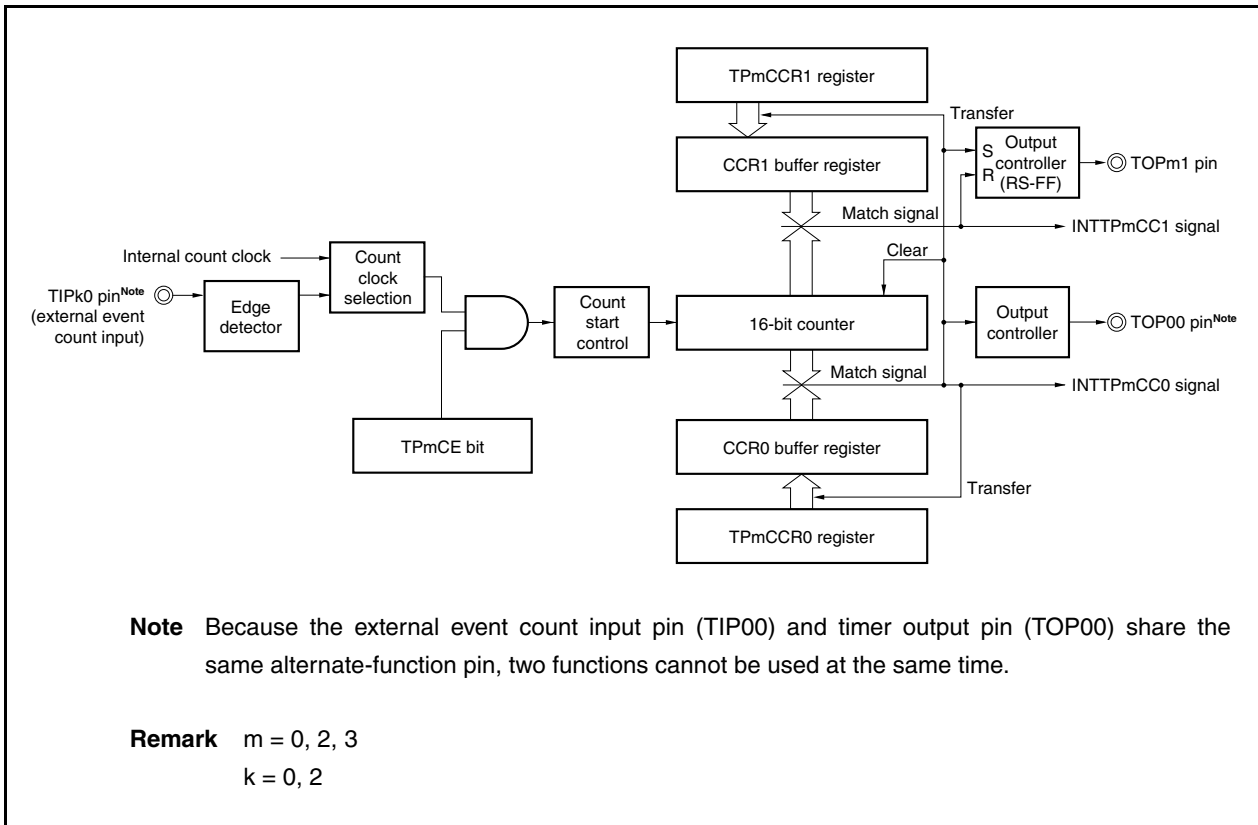 TPmCCR1 register
Transfer
CCR1 buffer register
S
R
Output
controller
(RS-FF)
TOPm1 pin
Match signal
INTTPmCC1 signal
Internal count clock
Count
clock
selection
Clear
TIPk0 pinNote
(external event
count input)
Edge
detector
Count
start
control
16-bit counter
Output
controller
TOP00 pinNote
Match signal
INTTPmCC0 signal
TPmCE bit
CCR0 buffer register
Transfer
TPmCCR0 register
Note Because the external event count input pin (TIP00) and timer output pin (TOP00) share the
same alternate-function pin, two functions cannot be used at the same time.
Remark m = 0, 2, 3
k = 0, 2